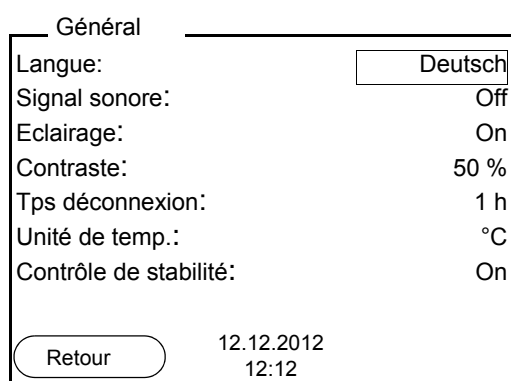 Général
Langue: Deutsch
Signal sonore: Off
Eclairage: On
Contraste: 50 %
Tps déconnexion: 1 h
Unité de temp.: °C
Contrôle de stabilité: On
Retour 12.12.2012
12:12